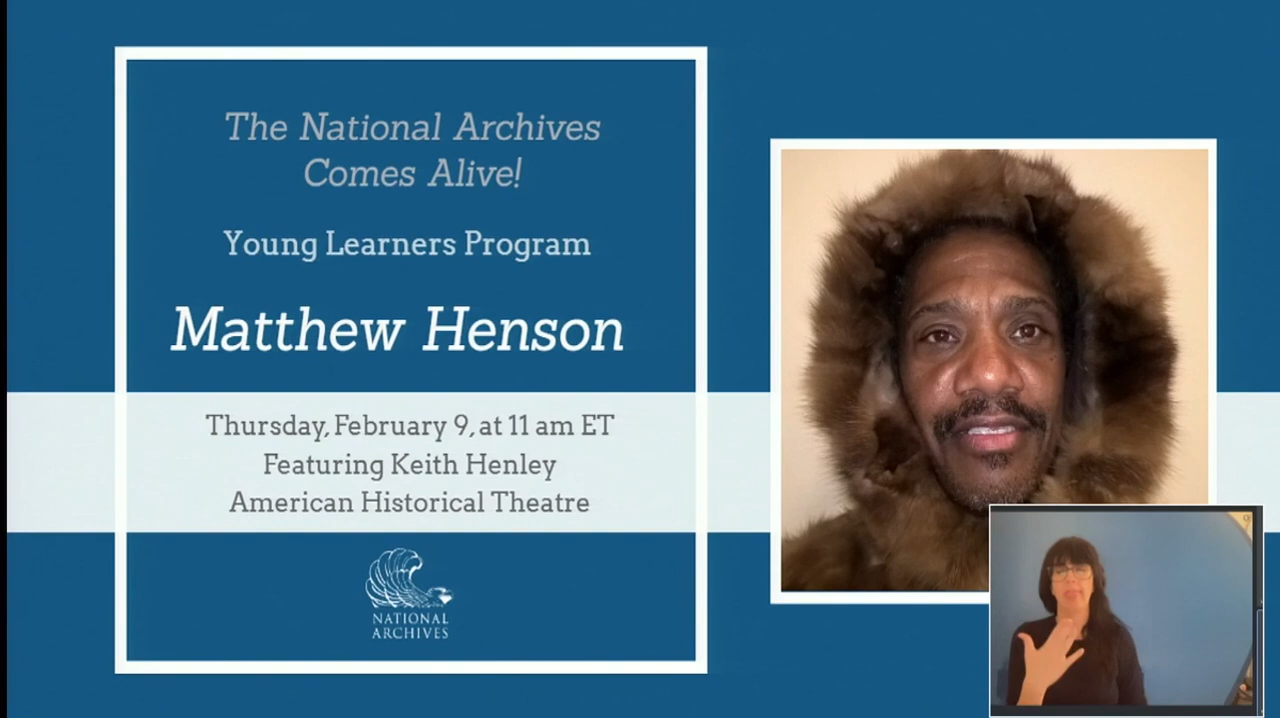 The National Archives
Comes Alive!
Young Learners Program
Matthew Henson
Thursday, February 9, at 11 am ET
Featuring Keith Henley
American Historical Theatre
NATIONAL
ARCHIVES